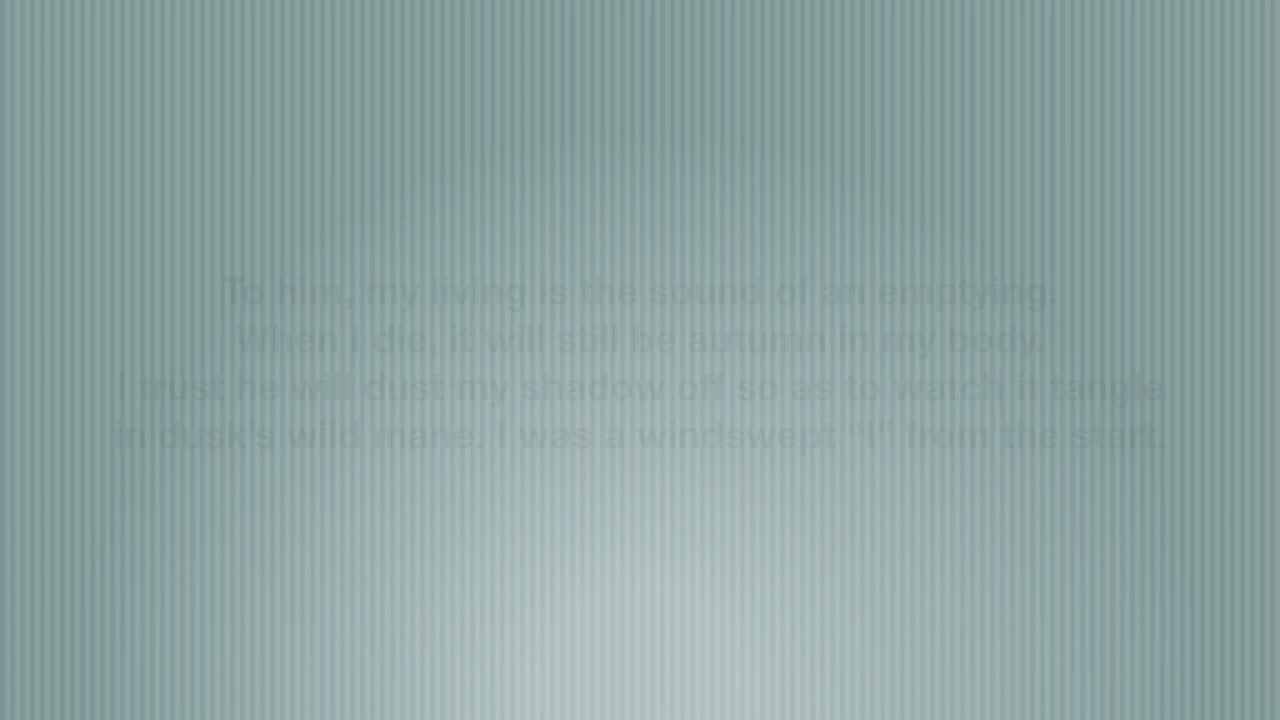 To him, my living is the sound of an emptying.
When I die, it will still be autumn in my body.
I trust he will dust my shadow off so as to watch it tangle
in dusk's wild mane. I was a windswept “I” from the start.